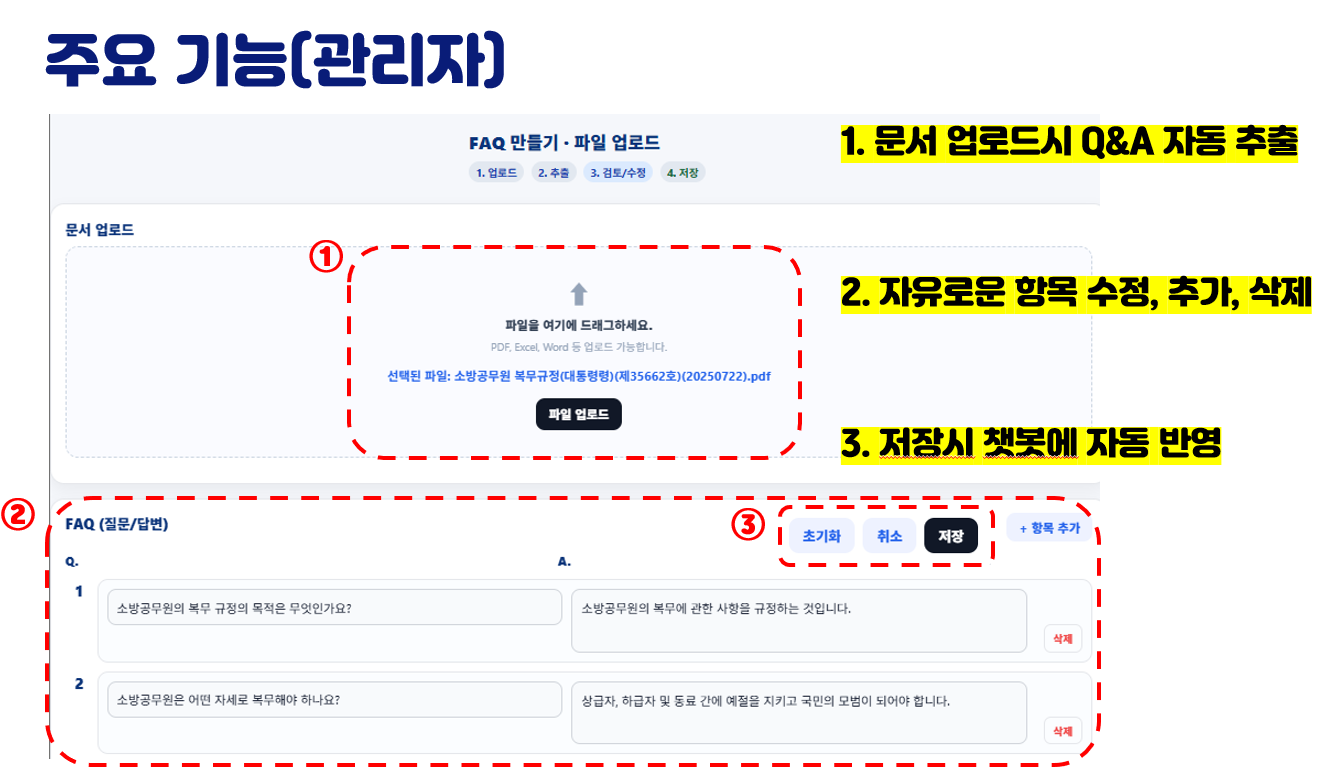 주요 기능(관리자)
FAQ 만들기 · 파일 업로드
1. 업로드 2. 추출 3. 검토/수정 4. 저장
1. 문서 업로드시 Q&A 자동 추출
문서 업로드
①
파일을 여기에 드래그하세요.
PDF, Excel, Word 등 업로드 가능합니다.
선택된 파일: 소방공무원 복무규정(대통령령)(제35662호)(20250722).pdf
파일 업로드
2. 자유로운 항목 수정, 추가, 삭제
3. 저장시 챗봇에 자동 반영
②
FAQ (질문/답변)
③
초기화 취소 저장
+ 항목 추가
Q. A.
1
소방공무원의 복무 규정의 목적은 무엇인가요?
소방공무원의 복무에 관한 사항을 규정하는 것입니다.
삭제
2
소방공무원은 어떤 자세로 복무해야 하나요?
상급자, 하급자 및 동료 간에 예절을 지키고 국민의 모범이 되어야 합니다.
삭제